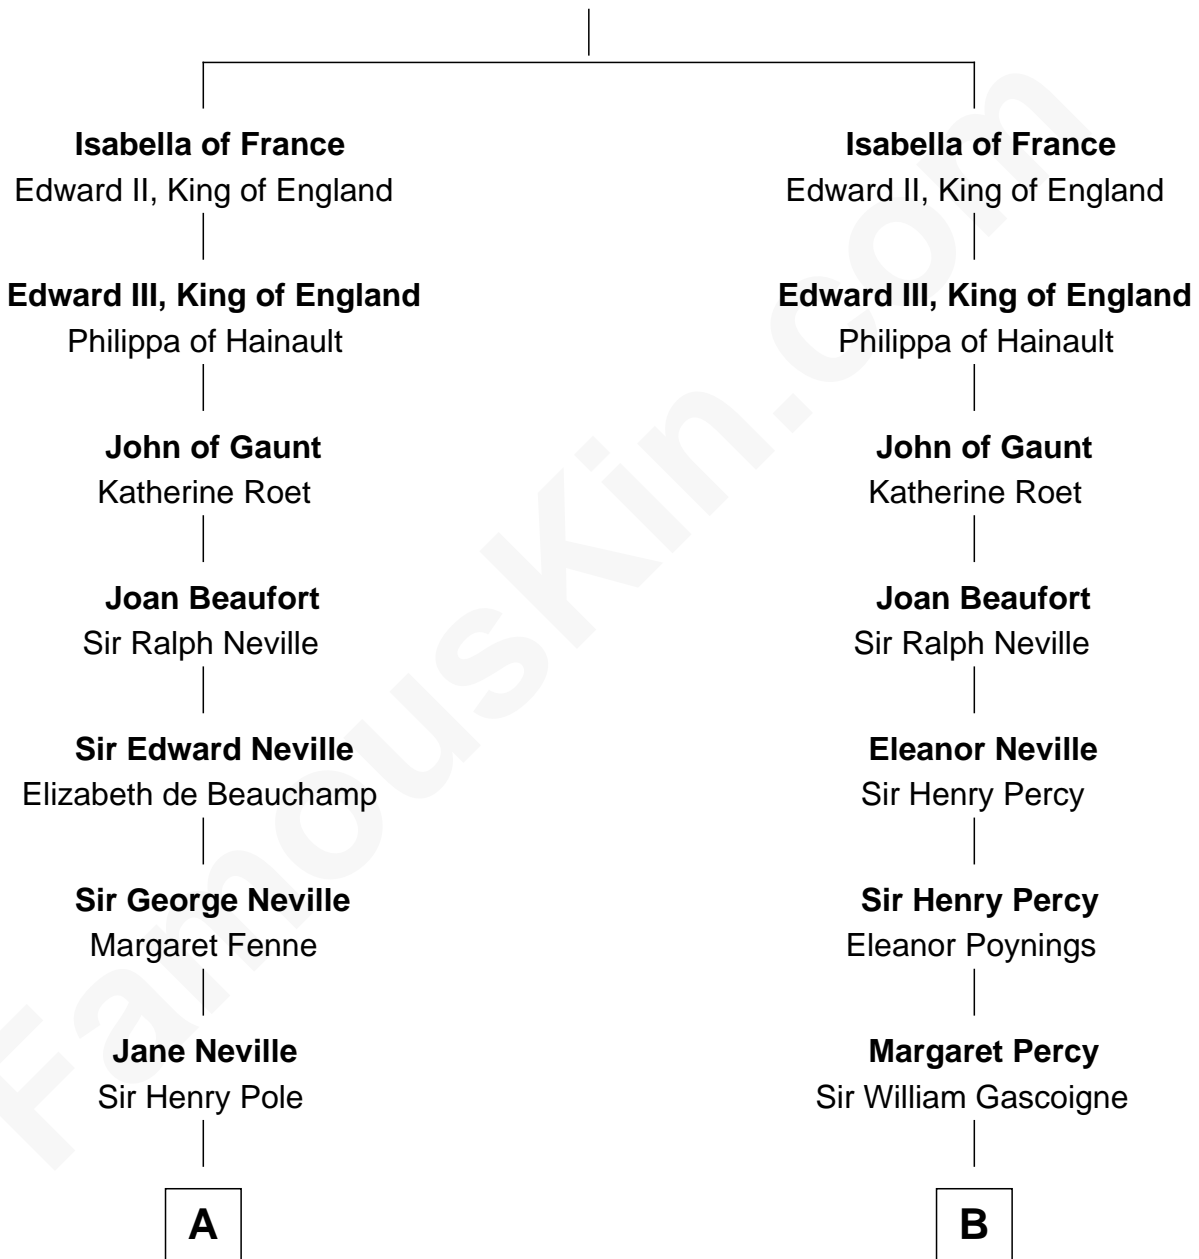 Isabella of France
Edward II, King of England
Edward III, King of England
Philippa of Hainault
John of Gaunt
Katherine Roet
Joan Beaufort
Sir Ralph Neville
Sir Edward Neville
Elizabeth de Beauchamp
Sir George Neville
Margaret Fenne
Jane Neville
Sir Henry Pole
A
Isabella of France
Edward II, King of England
Edward III, King of England
Philippa of Hainault
John of Gaunt
Katherine Roet
Joan Beaufort
Sir Ralph Neville
Eleanor Neville
Sir Henry Percy
Sir Henry Percy
Eleanor Poynings
Margaret Percy
Sir William Gascoigne
B
FamousKin.com